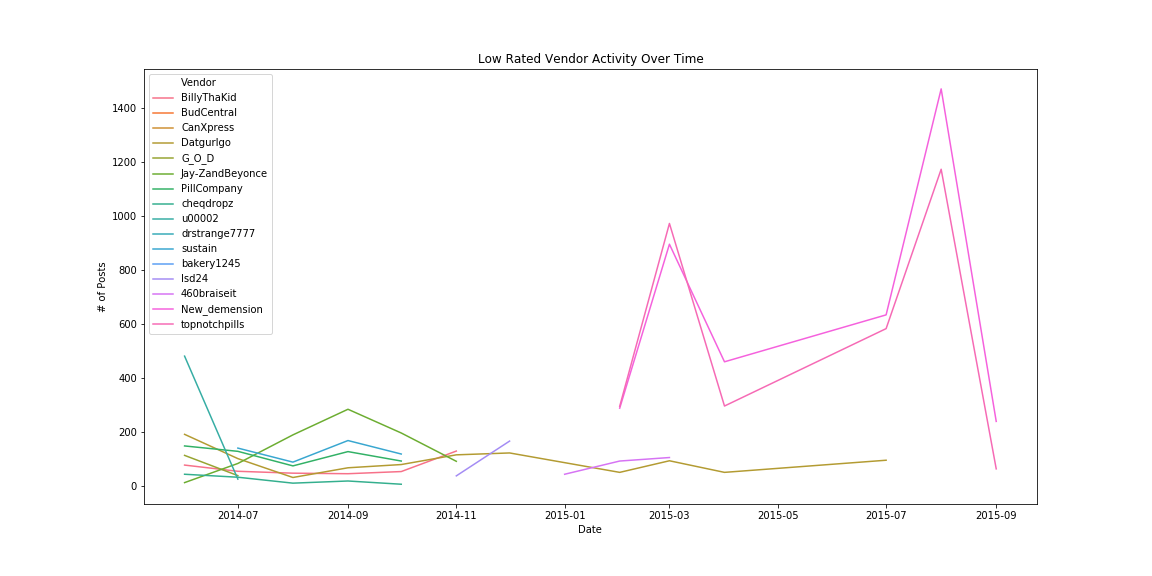 Low Rated Vendor Activity Over Time
Vendor
BillyThaKid
BudCentral
CanXpress
Datgurlgo
G_O_D
Jay-ZandBeyonce
PillCompany
cheqdropz
u00002
drstrange7777
sustain
bakery1245
lsd24
460braiseit
New_demension
topnotchpills
# of Posts
1400
1200
1000
800
600
400
200
0
2014-07 2014-09 2014-11 2015-01 2015-03 2015-05 2015-07 2015-09
Date